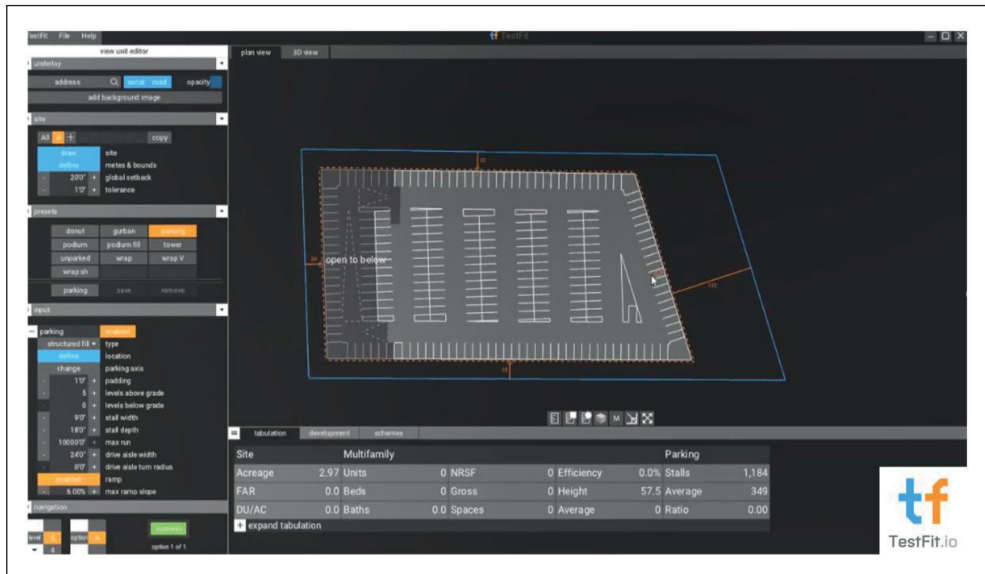 TestFit File Help
tf TestFit
view unit editor
plan view 3D view
underlay
address aerial road opacity
add background image
site
All + copy
draw site
define metes & bounds
- 20'0" + global setback
- 1'0" + tolerance
presets
donut gurban parking
podium podium fill tower
unparked wrap wrap V
wrap sh
parking save remove
input
- parking enabled
structured fill type
define location
change parking axis
- 1'0" + padding
- 5 + levels above grade
- 0 + levels below grade
- 9'0" + stall width
- 18'0" + stall depth
- 10000'0" + max run
- 24'0" + drive aisle width
- 0'0" + drive aisle turn radius
enabled ramp
- 6.00% + max ramp slope
navigation
level option
4
option 1 of 1
open to below
20
M
tabulation development schemes
Site Multifamily Parking
Acreage 2.97 Units 0 NRSF 0 Efficiency 0.0% Stalls 1,184
FAR 0.0 Beds 0 Gross 0 Height 57.5 Average 349
DU/AC 0.0 Baths 0.0 Spaces 0 Average 0 Ratio 0.00
+ expand tabulation
tf
TestFit.io